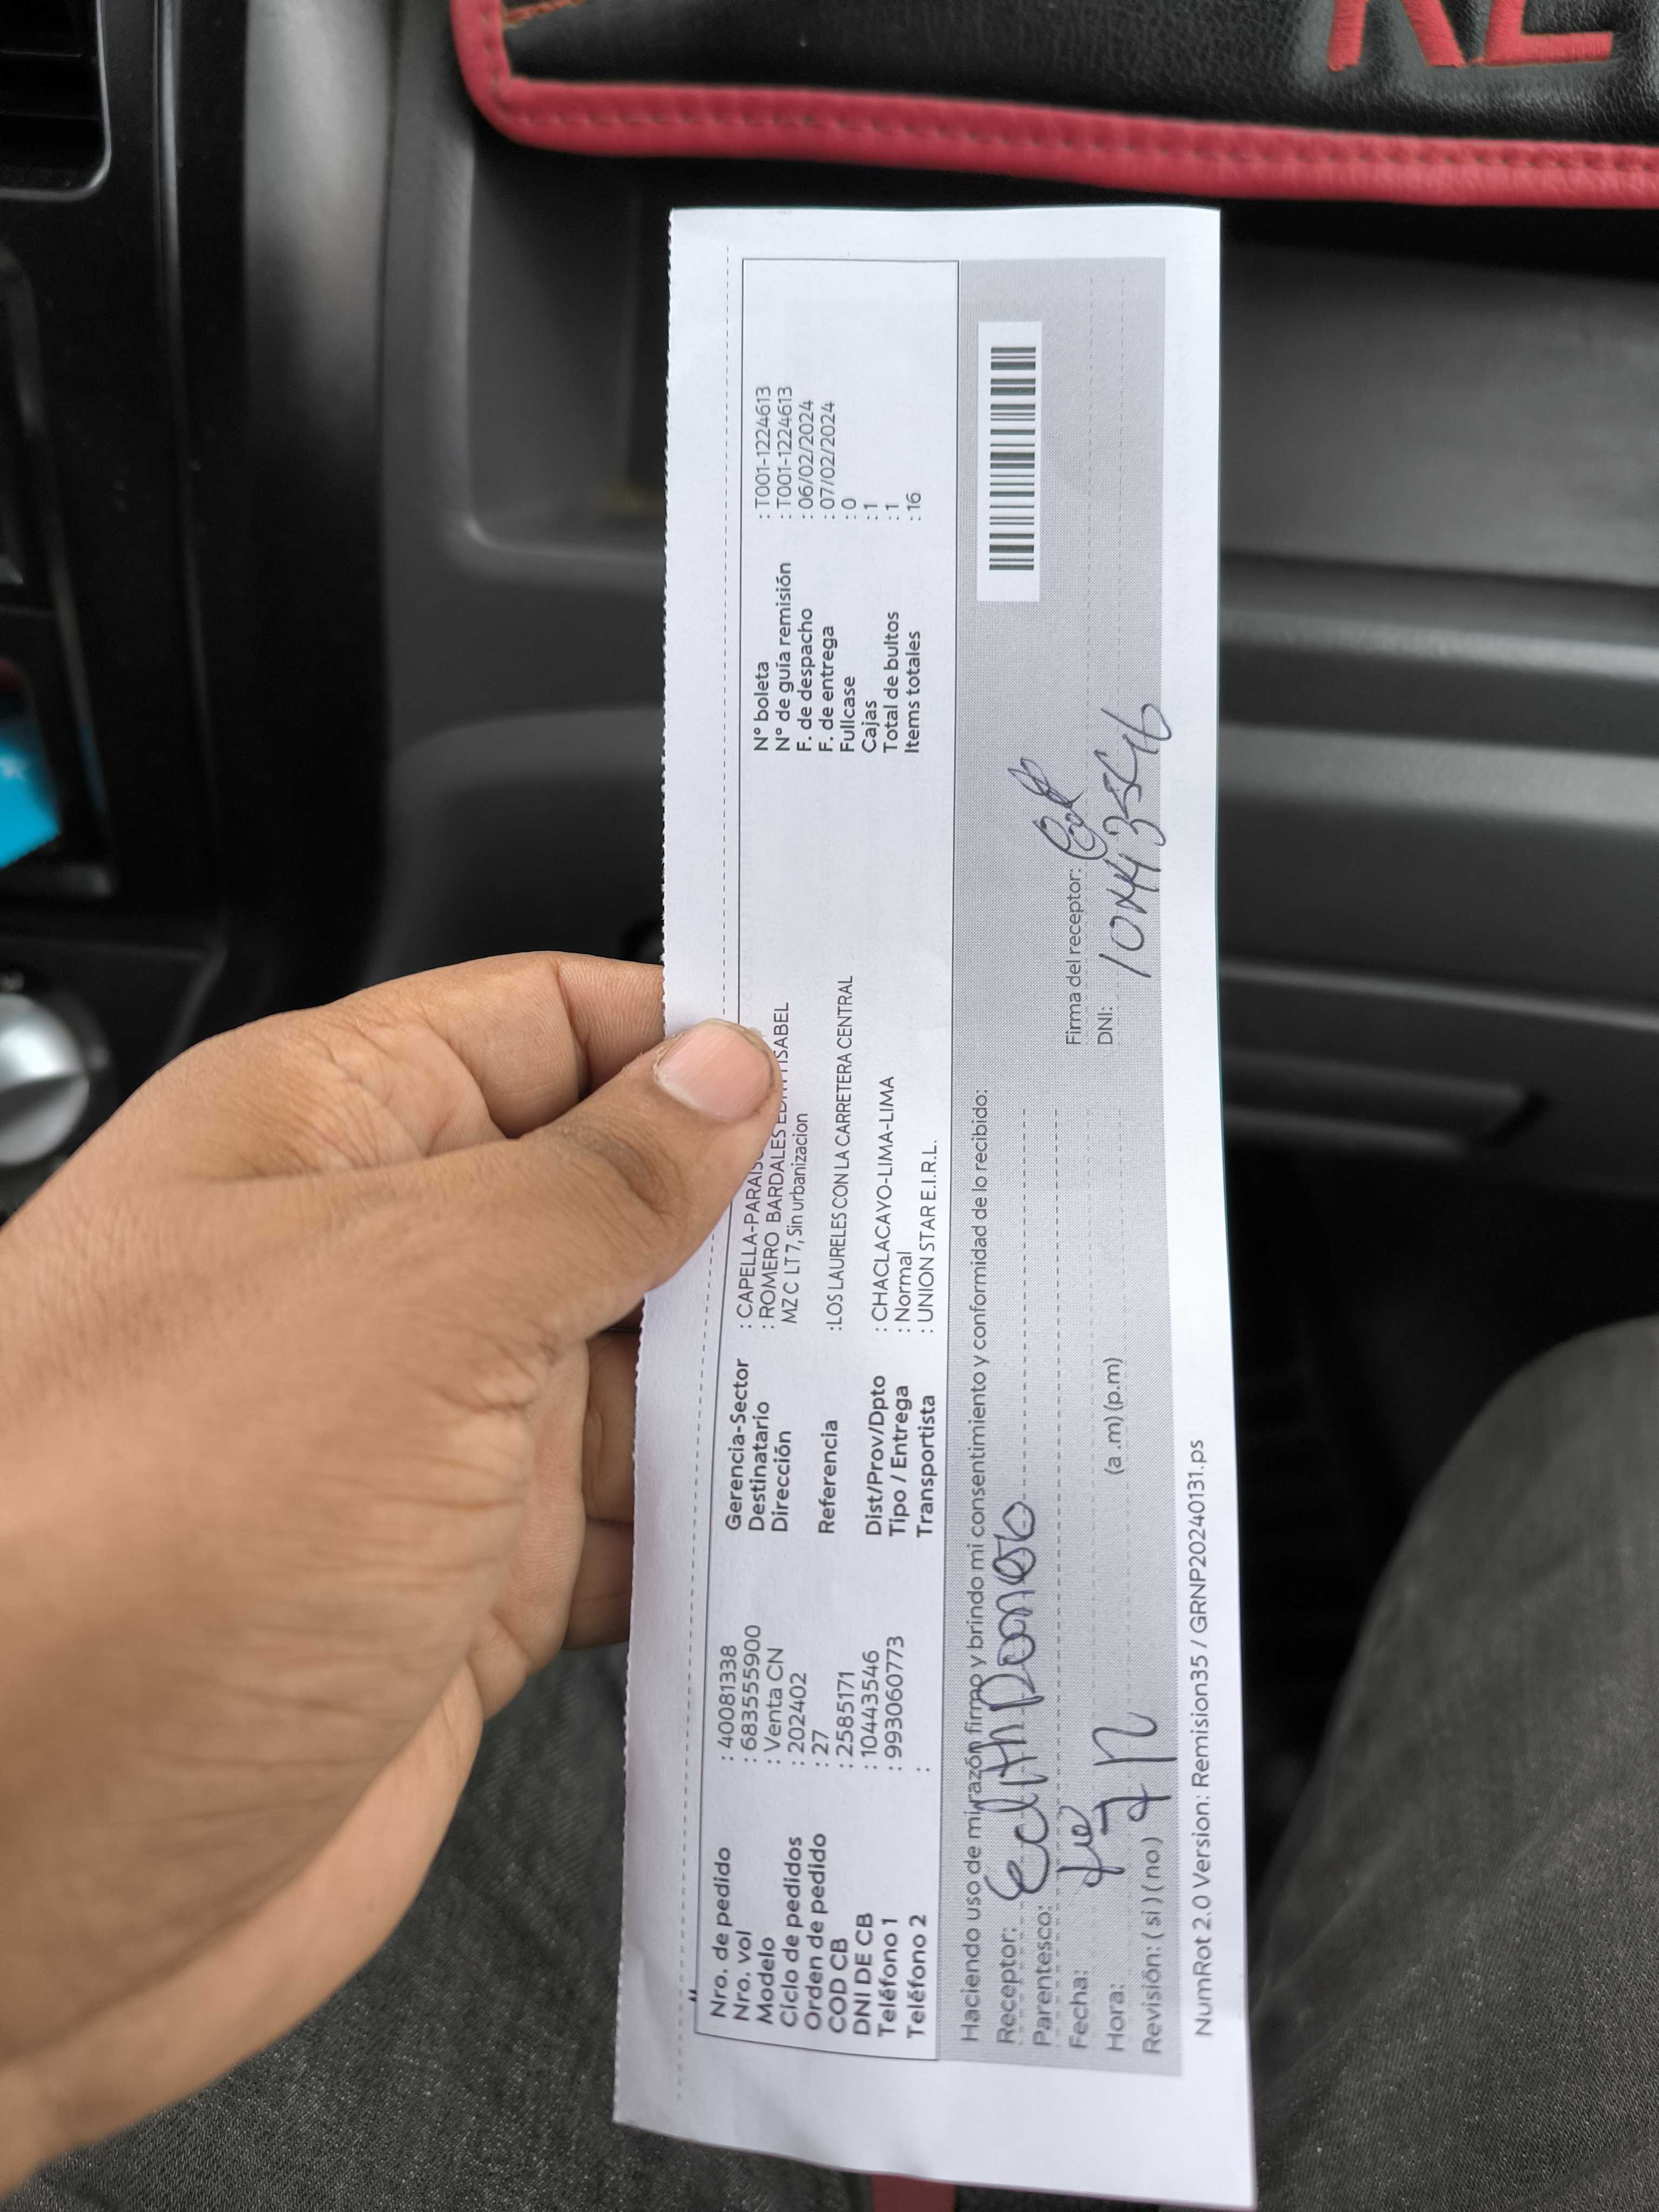 Nro. de pedido : 40081338
Nro. vol : 6835555900
Modelo : Venta CN
Ciclo de pedidos : 202402
Orden de pedido : 27
COD CB : 2585171
DNI DE CB : 10443546
Teléfono 1 : 993060773
Teléfono 2 :
Gerencia-Sector : CAPELLA-
Destinatario : ROMERO BARDALES ISABEL
Dirección MZ C LT 7, Sin urbanizacion
Referencia :LOS LAURELES CON LA CARRETERA CENTRAL
Dist/Prov/Dpto : CHACLACAYO-LIMA-LIMA
Tipo / Entrega : Normal
Transportista : UNION STAR E.I.R.L.
N° boleta : T001-1224613
N° de guía remisión : T001-1224613
F. de despacho : 06/02/2024
F. de entrega : 07/02/2024
Fullcase : 0
Cajas : 1
Total de bultos : 1
Items totales : 16
Haciendo uso de mi razón firmo y brindo mi consentimiento y conformidad de lo recibido:
Receptor: Edith Romero
Parentesco:
Fecha:
Hora: (a .m) (p.m)
Revisión: ( si ) ( no )
Firma del receptor:
DNI: 10443546
NumRot 2.0 Version: Remision35 / GRNP20240131.ps